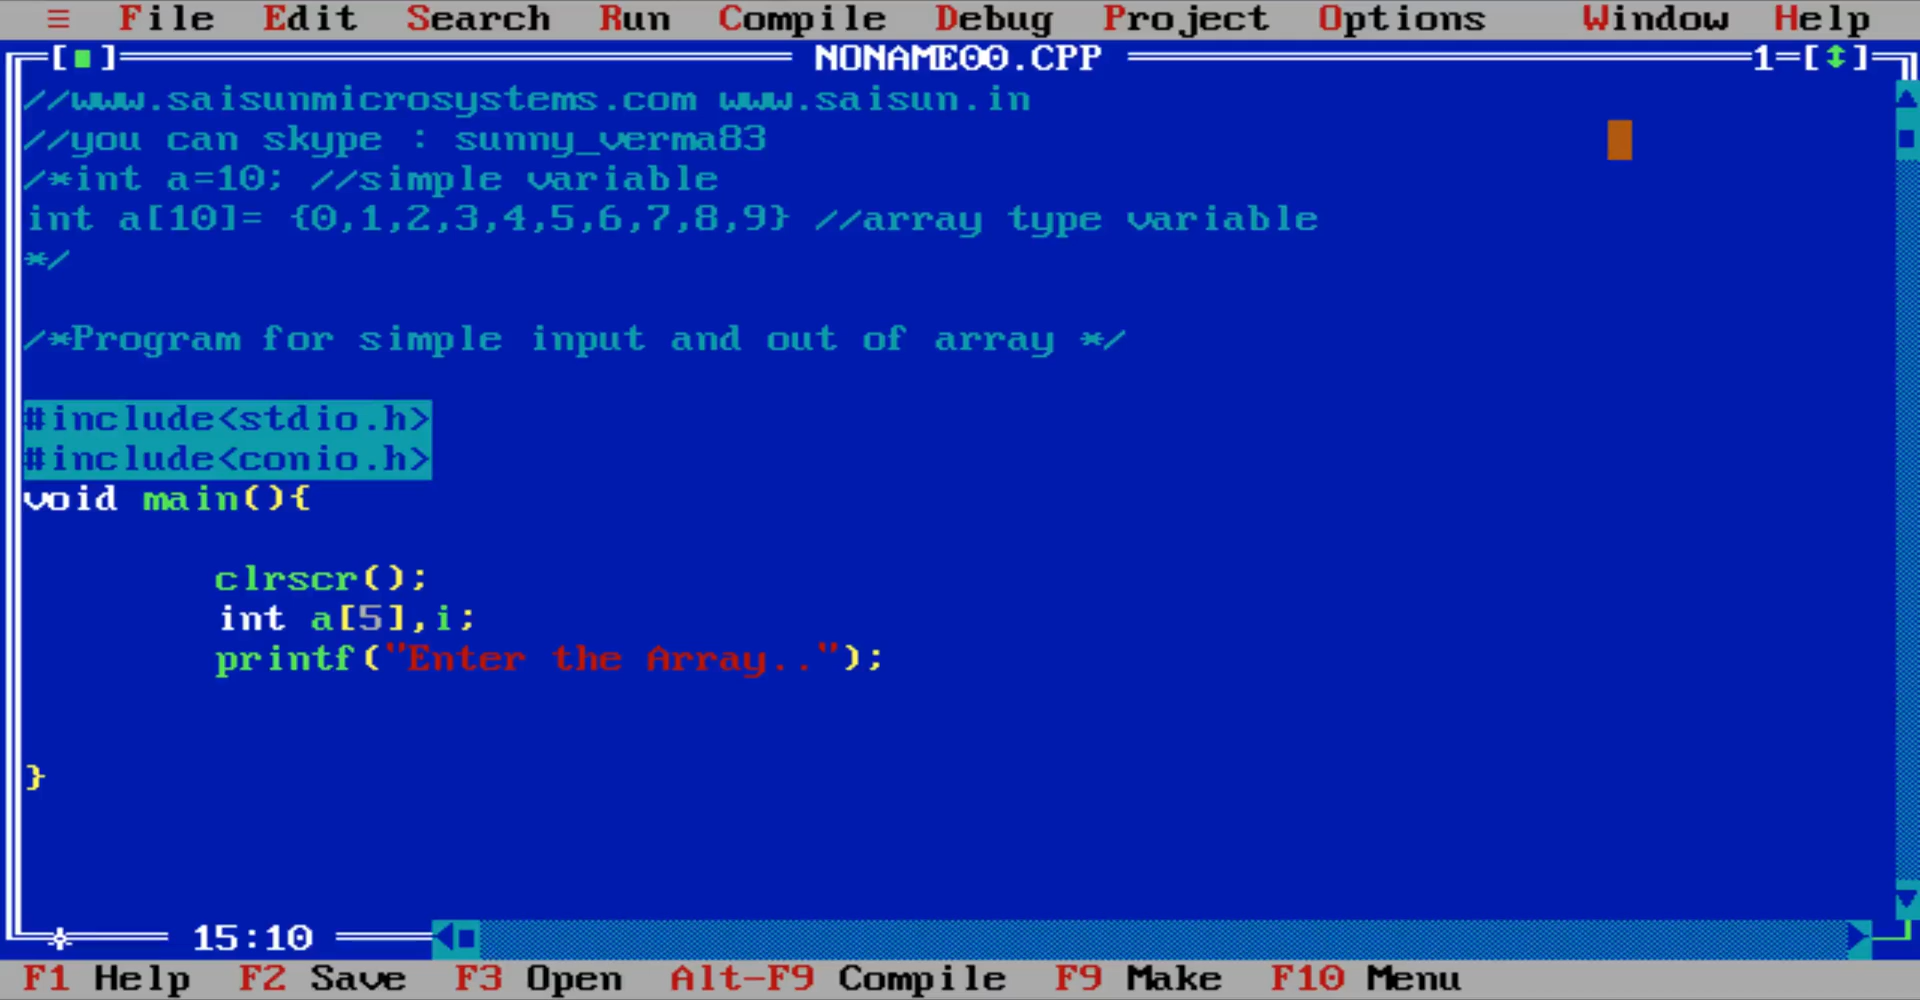 ≡ File Edit Search Run Compile Debug Project Options Window Help
[■] NONAME00.CPP 1=[↕]
//www.saisunmicrosystems.com www.saisun.in
//you can skype : sunny_verma83
/*int a=10; //simple variable
int a[10]= {0,1,2,3,4,5,6,7,8,9} //array type variable
*/
/*Program for simple input and out of array */
#include<stdio.h>
#include<conio.h>
void main(){
clrscr();
int a[5],i;
printf("Enter the Array..");
}
15:10
F1 Help F2 Save F3 Open Alt-F9 Compile F9 Make F10 Menu